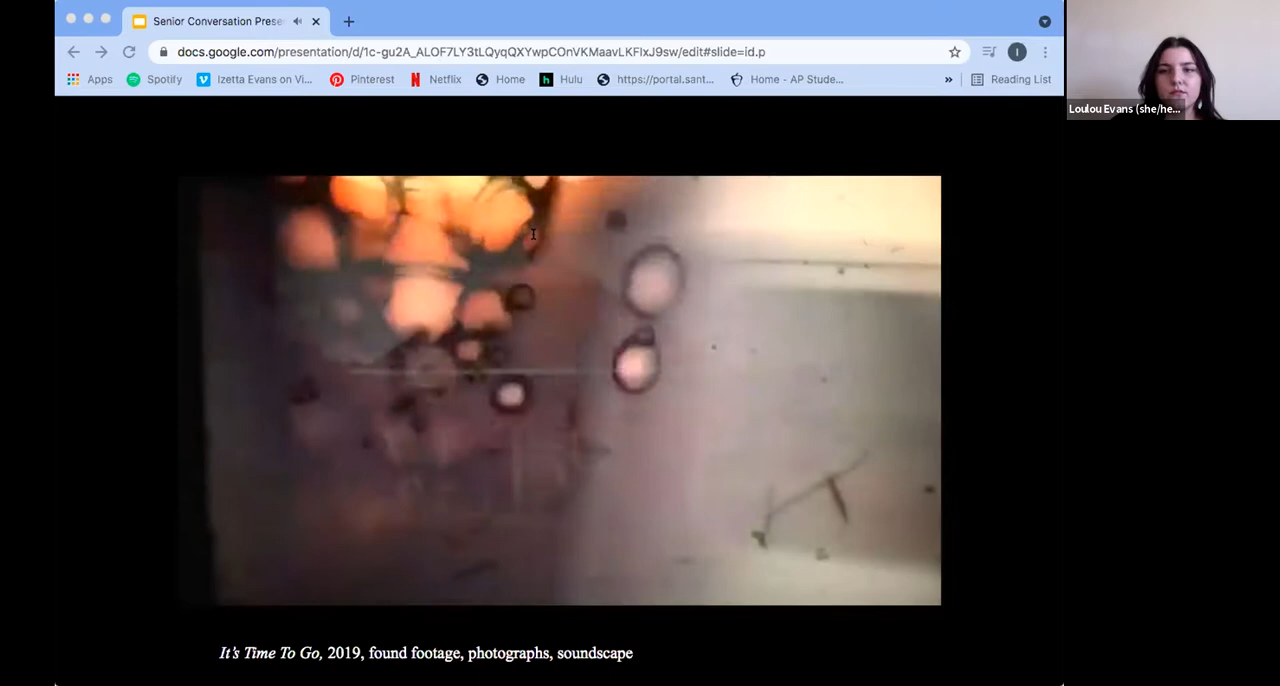 Senior Conversation Prese
docs.google.com/presentation/d/1c-gu2A_ALOF7LY3tLQyqQXYwpCOnVKMaavLKFIxJ9sw/edit#slide=id.p
Apps Spotify Izetta Evans on Vi... Pinterest Netflix Home Hulu https://portal.sant... Home - AP Stude... » Reading List
Loulou Evans (she/he...
It's Time To Go, 2019, found footage, photographs, soundscape